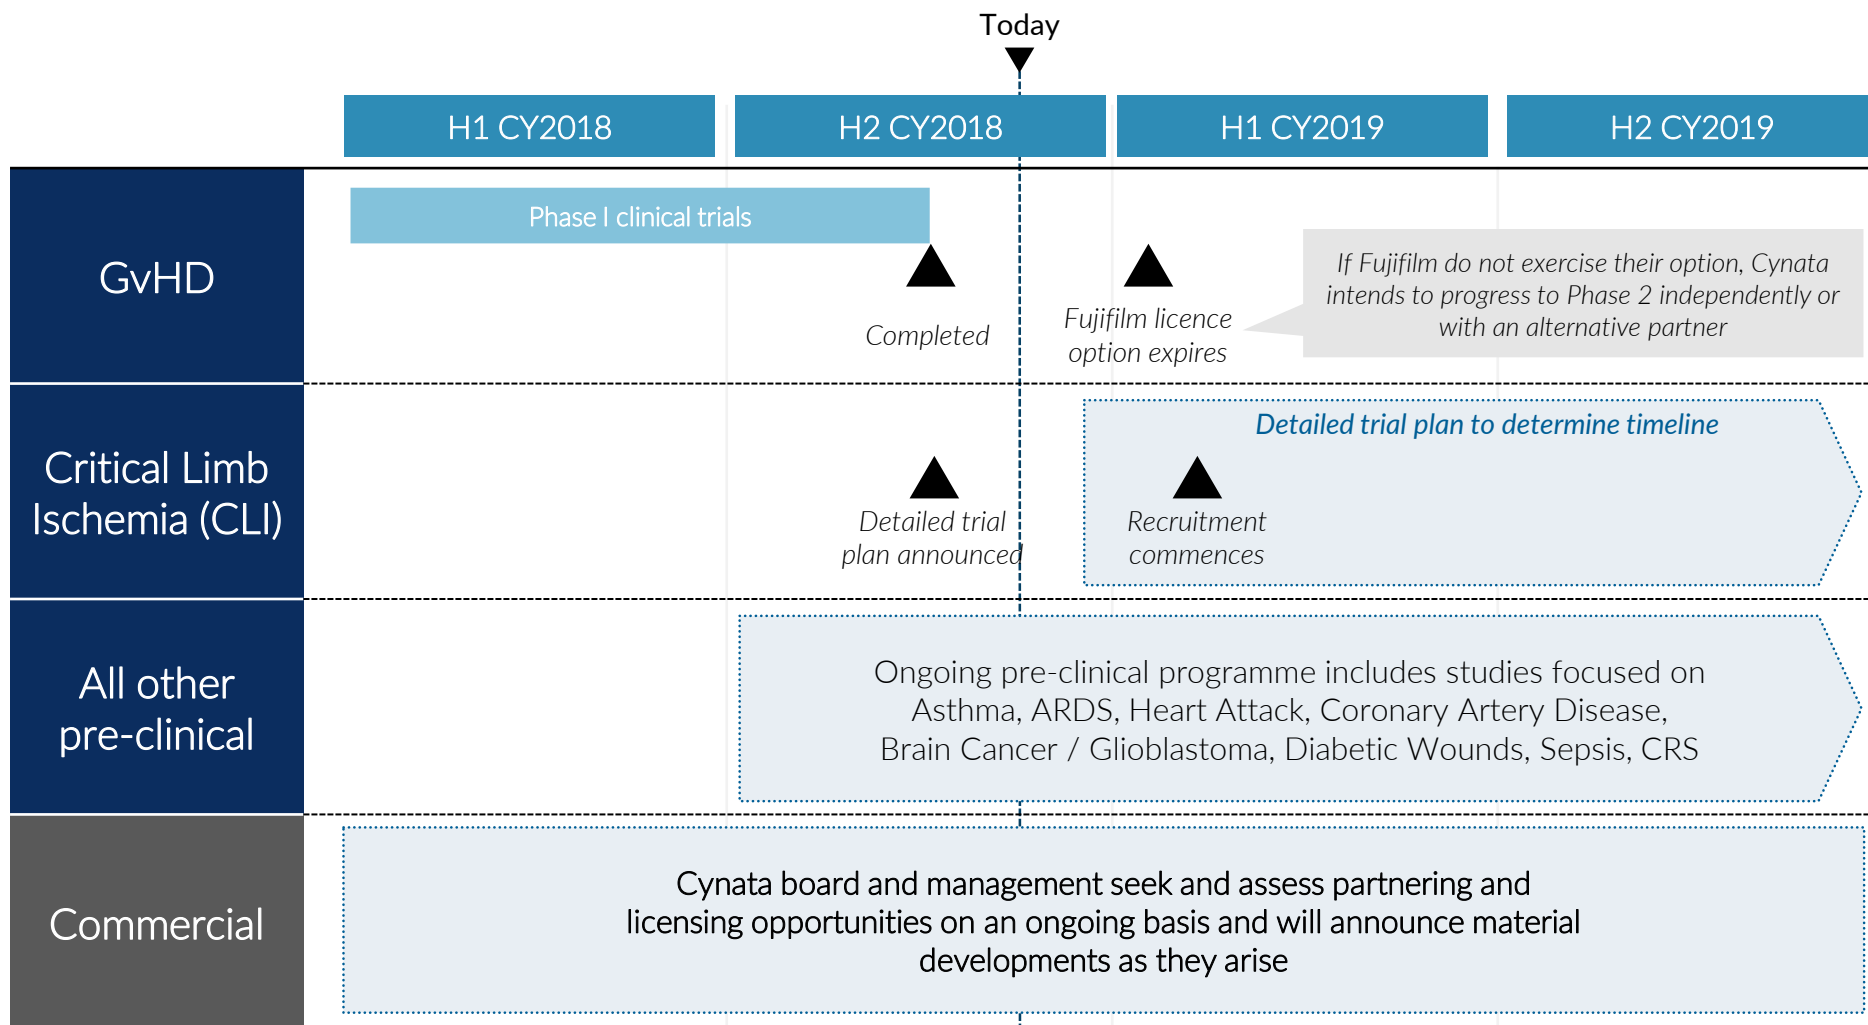 Today
H1 CY2018
H2 CY2018
H1 CY2019
H2 CY2019
GvHD
Phase I clinical trials
Completed
Fujifilm licence
option expires
If Fujifilm do not exercise their option, Cynata
intends to progress to Phase 2 independently or
with an alternative partner
Critical Limb
Ischemia (CLI)
Detailed trial
plan announced
Detailed trial plan to determine timeline
Recruitment
commences
All other
pre-clinical
Ongoing pre-clinical programme includes studies focused on
Asthma, ARDS, Heart Attack, Coronary Artery Disease,
Brain Cancer / Glioblastoma, Diabetic Wounds, Sepsis, CRS
Commercial
Cynata board and management seek and assess partnering and
licensing opportunities on an ongoing basis and will announce material
developments as they arise